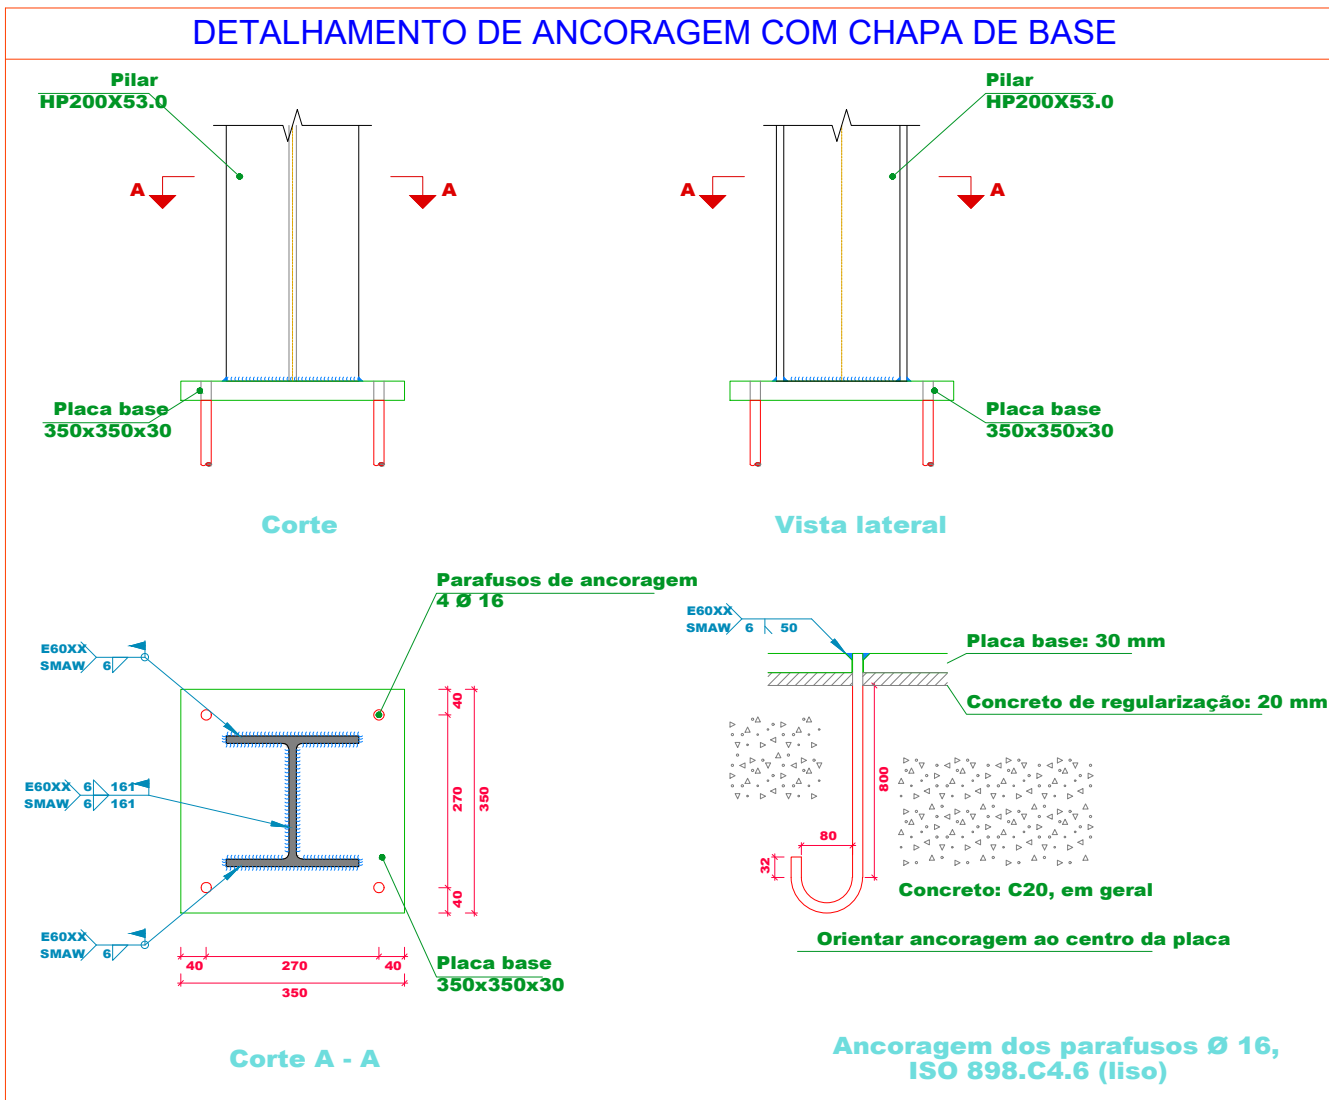 DETALHAMENTO DE ANCORAGEM COM CHAPA DE BASE
Pilar
HP200X53.0
A
A
Placa base
350x350x30
Corte
Pilar
HP200X53.0
A
A
Placa base
350x350x30
Vista lateral
Parafusos de ancoragem
4 Ø 16
E60XX
SMAW 6
E60XX 6 161
SMAW 6 161
E60XX
SMAW 6
40
270
350
40
40 270 40
350
Placa base
350x350x30
Corte A - A
E60XX
SMAW 6 50
Placa base: 30 mm
Concreto de regularização: 20 mm
800
80
32
Concreto: C20, em geral
Orientar ancoragem ao centro da placa
Ancoragem dos parafusos Ø 16,
ISO 898.C4.6 (liso)